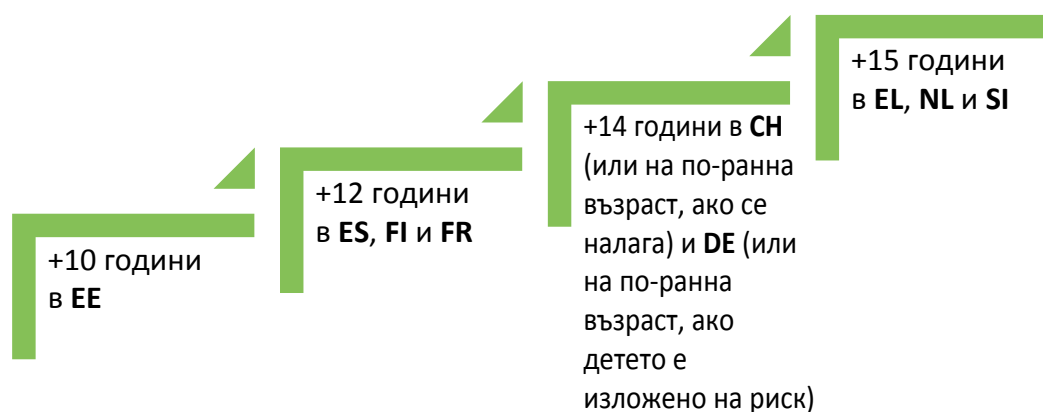 +10 години
в EE
+12 години
в ES, FI и FR
+14 години в CH
(или на по-ранна
възраст, ако се
налага) и DE (или
на по-ранна
възраст, ако
детето е
изложено на риск)
+15 години
в EL, NL и SI